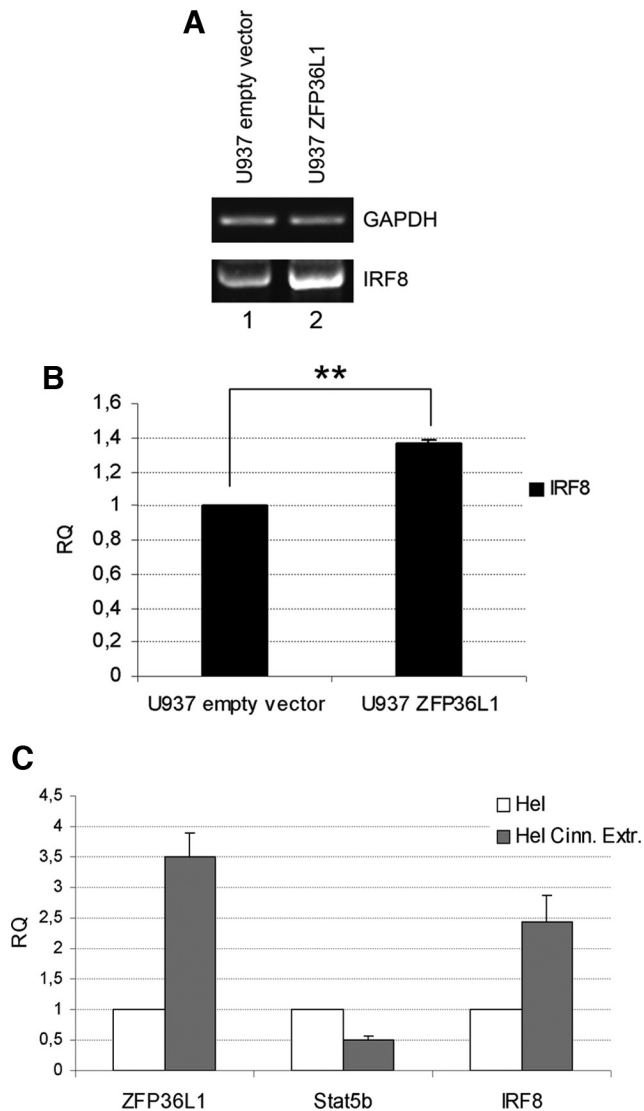 A
U937 empty vector
U937 ZFP36L1
GAPDH
IRF8
1 2
B
**
1,6
1,4
1,2
1
0,8
0,6
0,4
0,2
0
RQ
IRF8
U937 empty vector U937 ZFP36L1
C
4,5
4
3,5
3
2,5
2
1,5
1
0,5
0
RQ
Hel
Hel Cinn. Extr.
ZFP36L1 Stat5b IRF8